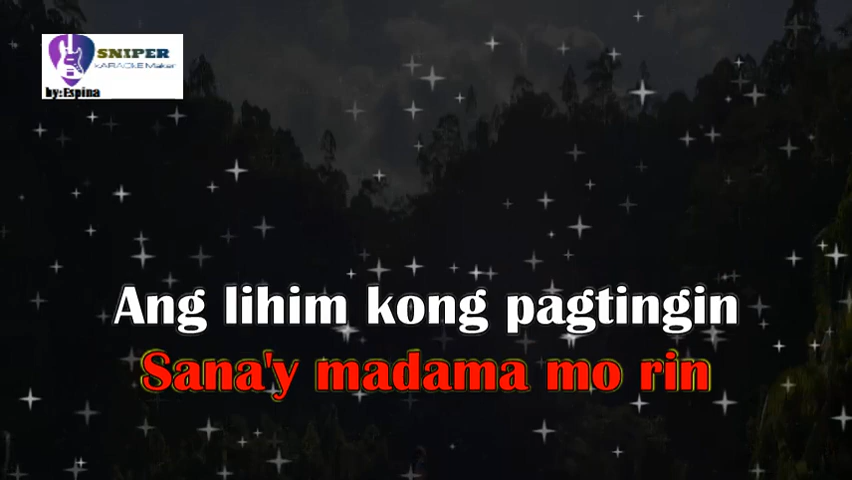 SNIPER
KARAOKE Maker
by:Espina
Ang lihim kong pagtingin
Sana'y madama mo rin